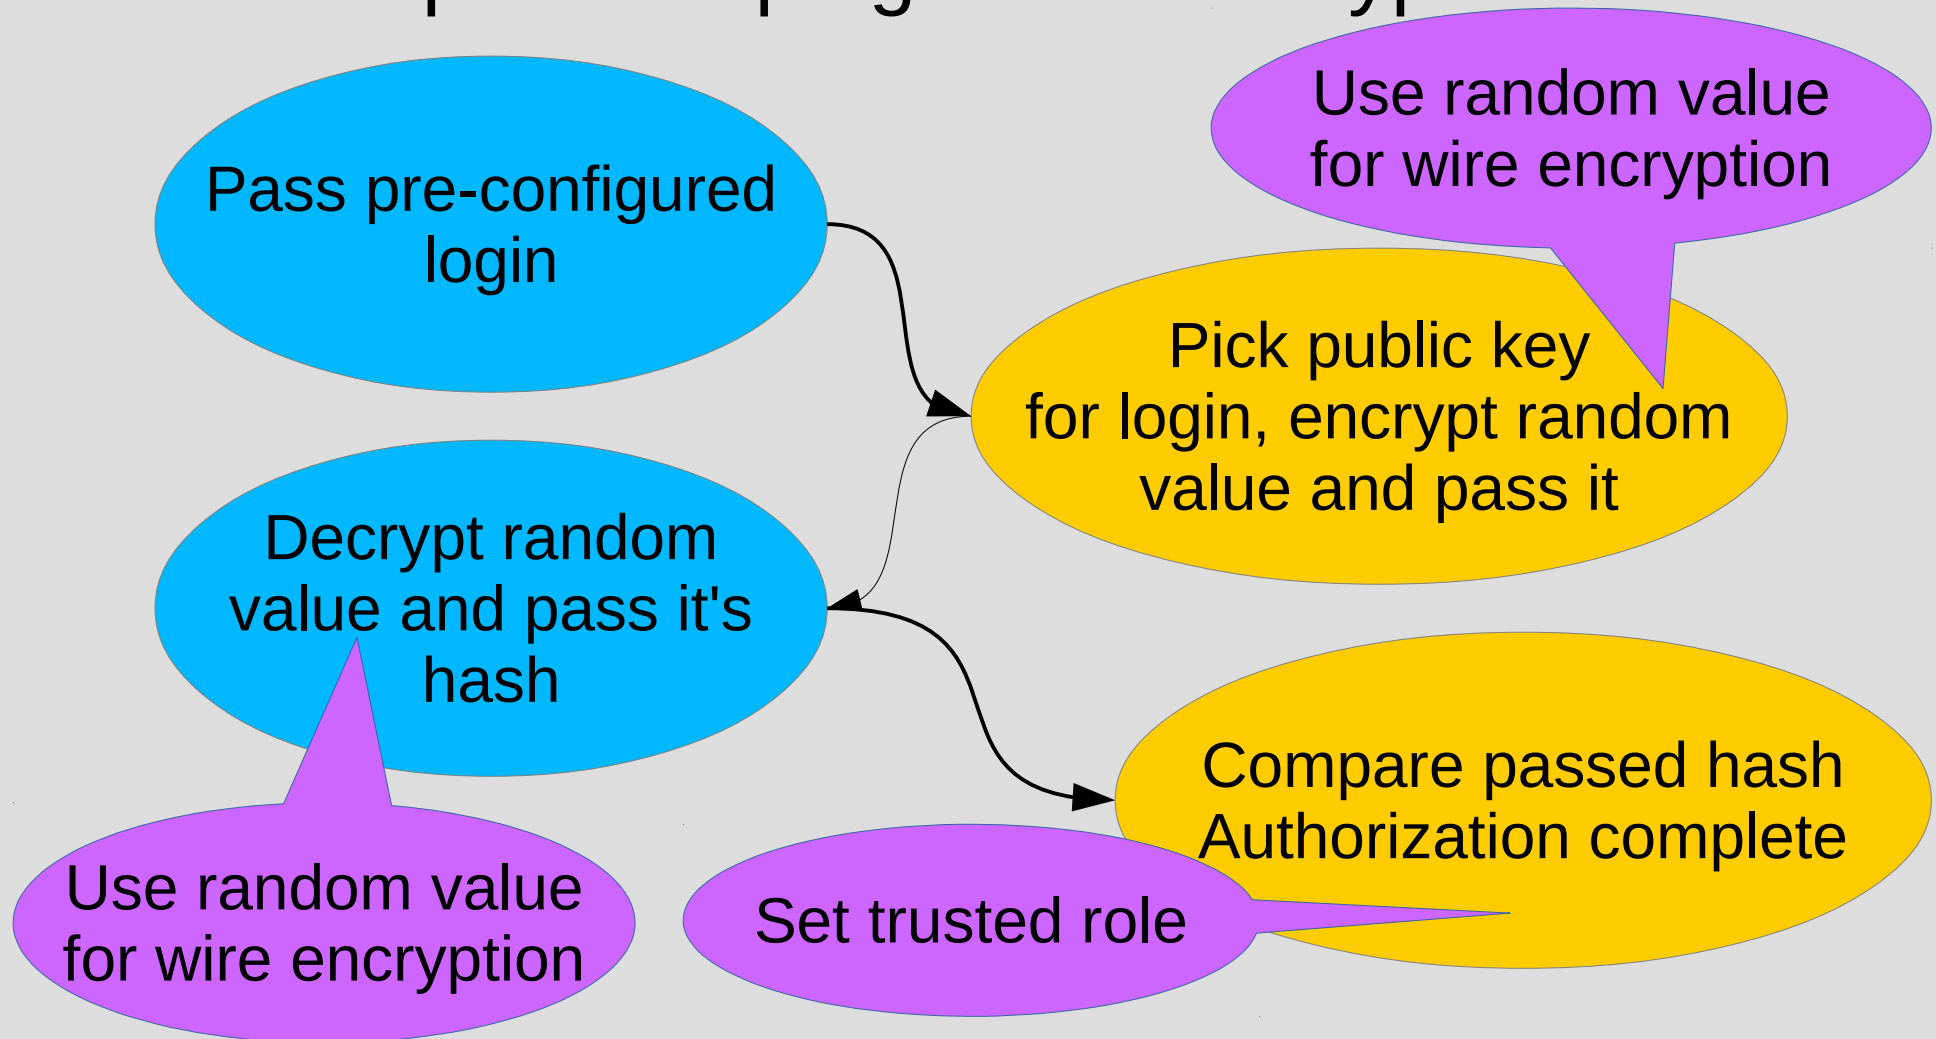 Pass pre-configured
login
Use random value
for wire encryption
Pick public key
for login, encrypt random
value and pass it
Decrypt random
value and pass it's
hash
Compare passed hash
Authorization complete
Use random value
for wire encryption
Set trusted role